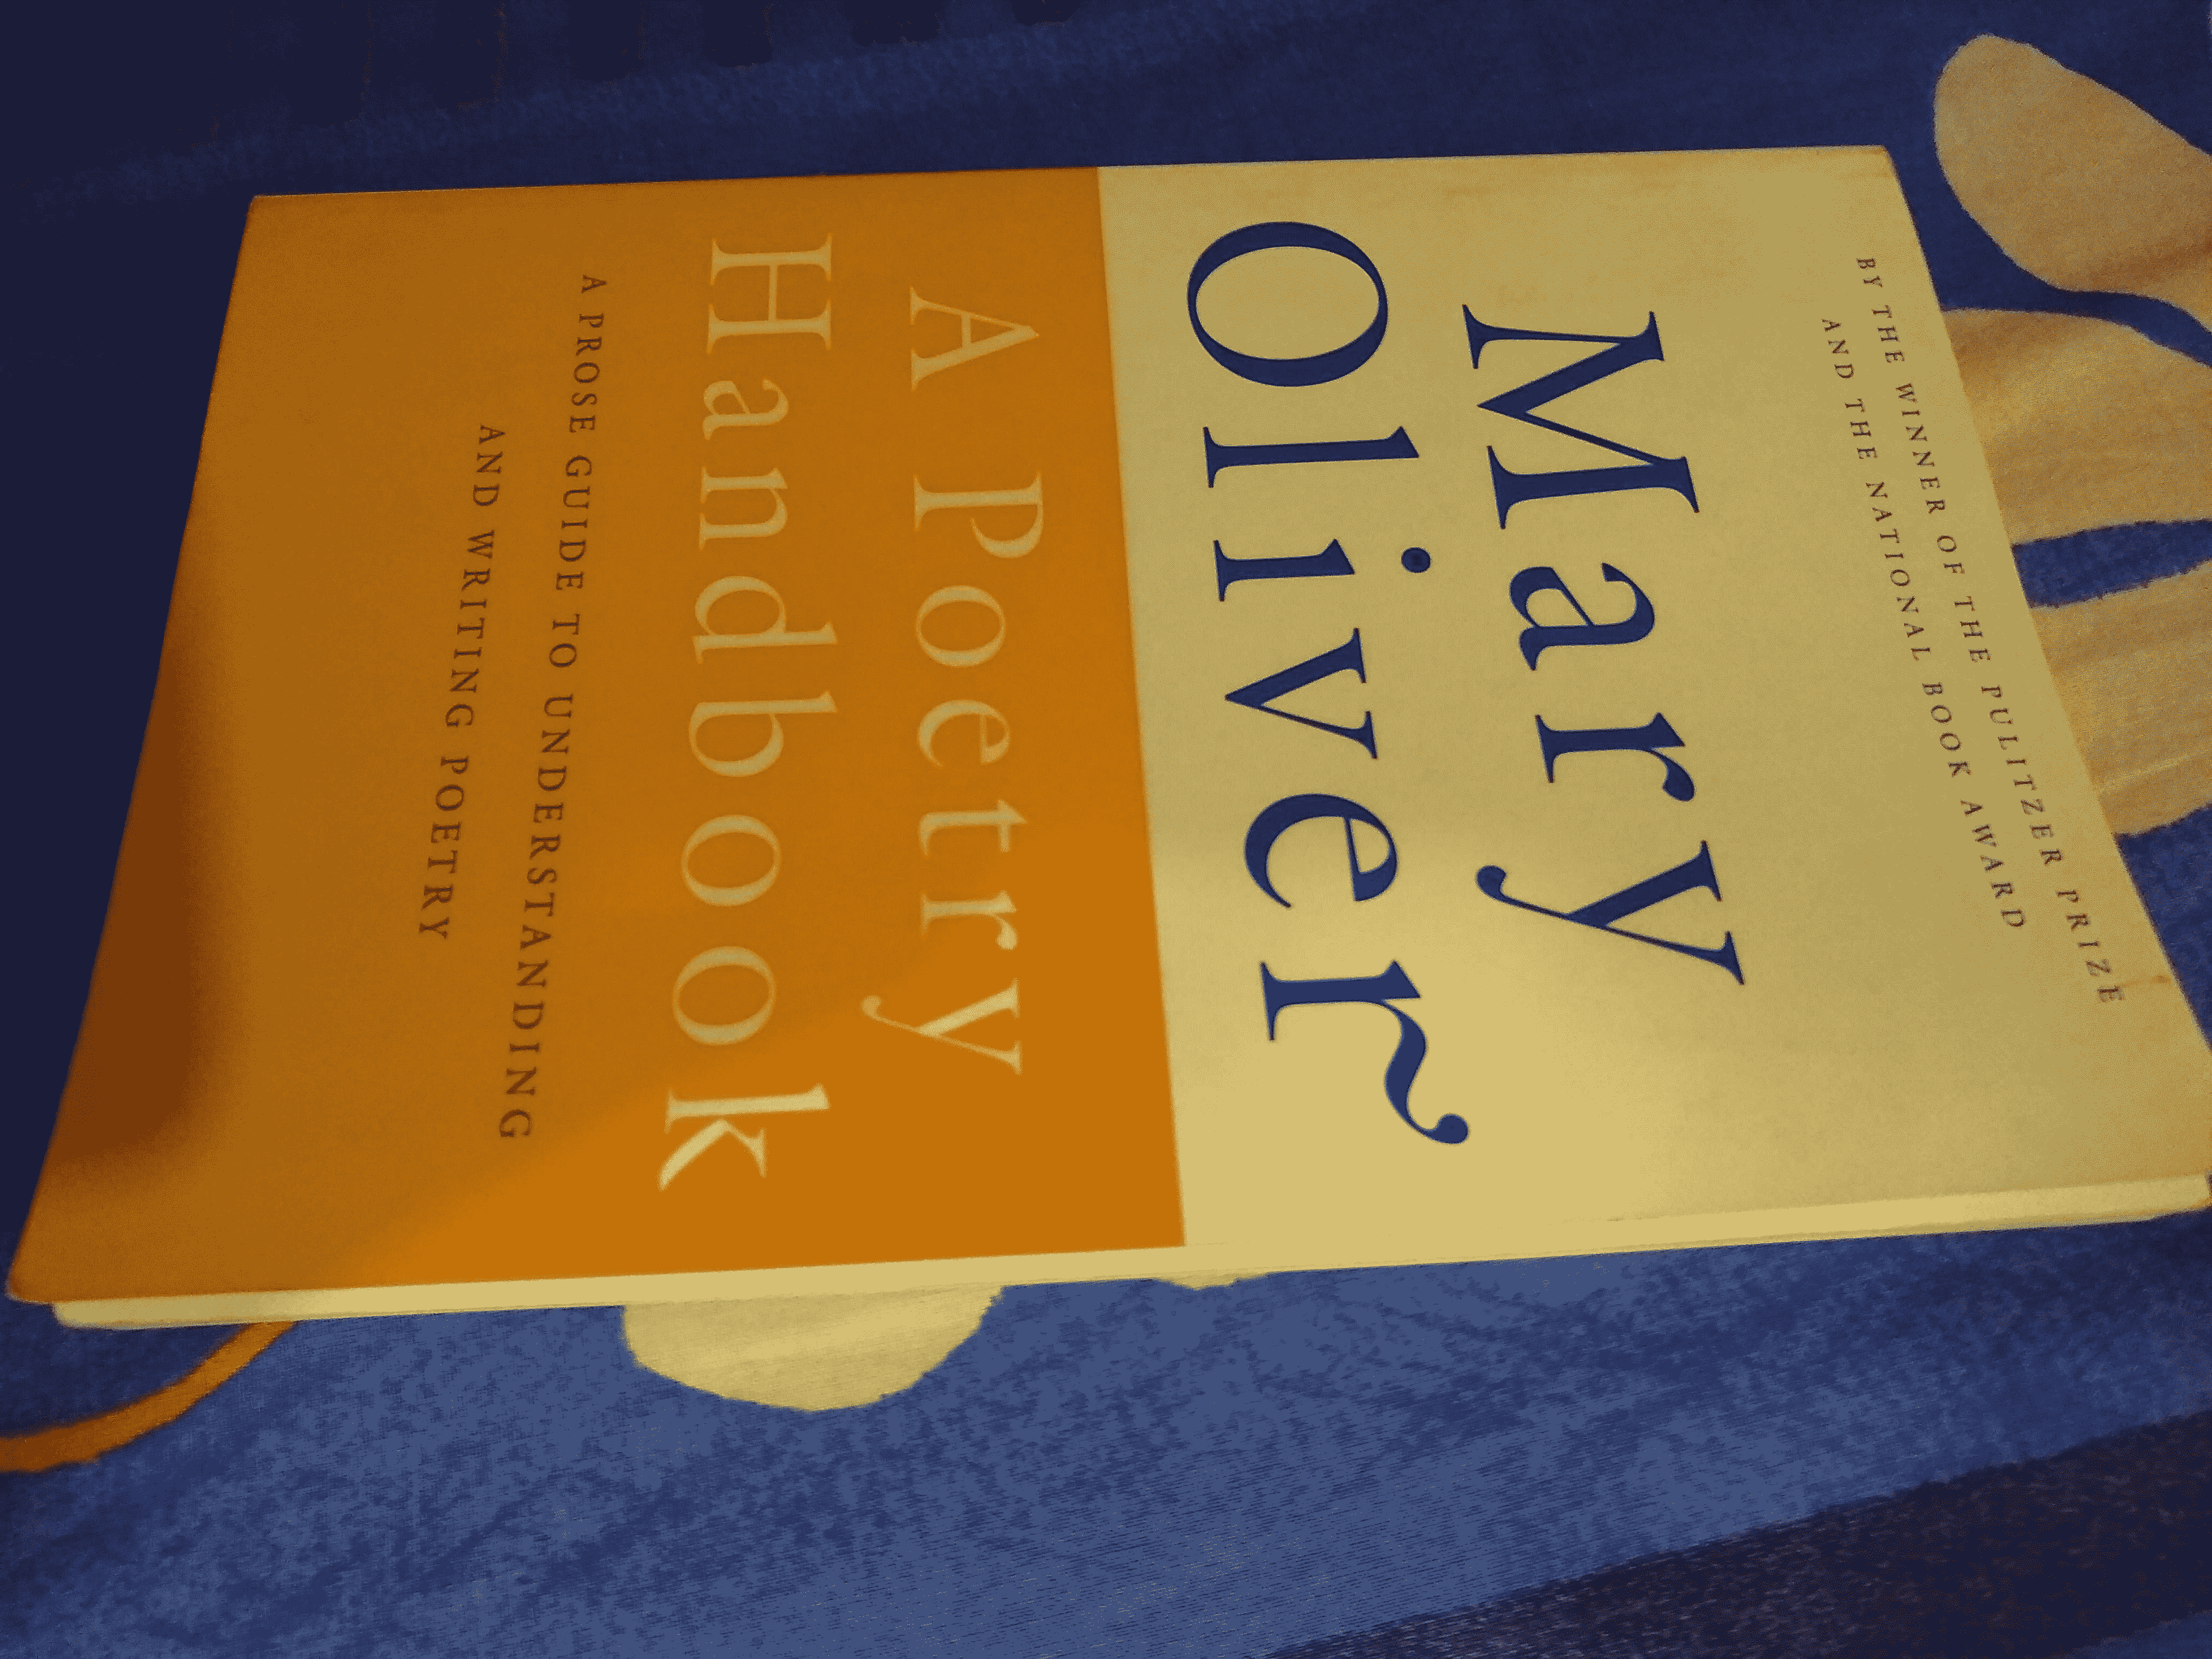 BY THE WINNER OF THE PULITZER PRIZE
AND THE NATIONAL BOOK AWARD
Mary
Oliver
A Poetry
Handbook
A PROSE GUIDE TO UNDERSTANDING
AND WRITING POETRY